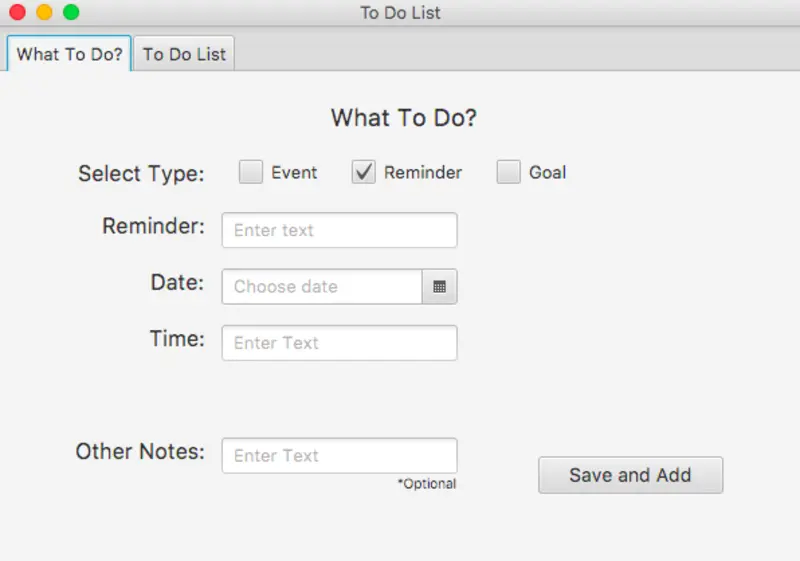 To Do List
What To Do? To Do List
What To Do?
Select Type: Event Reminder Goal
Reminder: Enter text
Date: Choose date
Time: Enter Text
Other Notes: Enter Text
*Optional
Save and Add